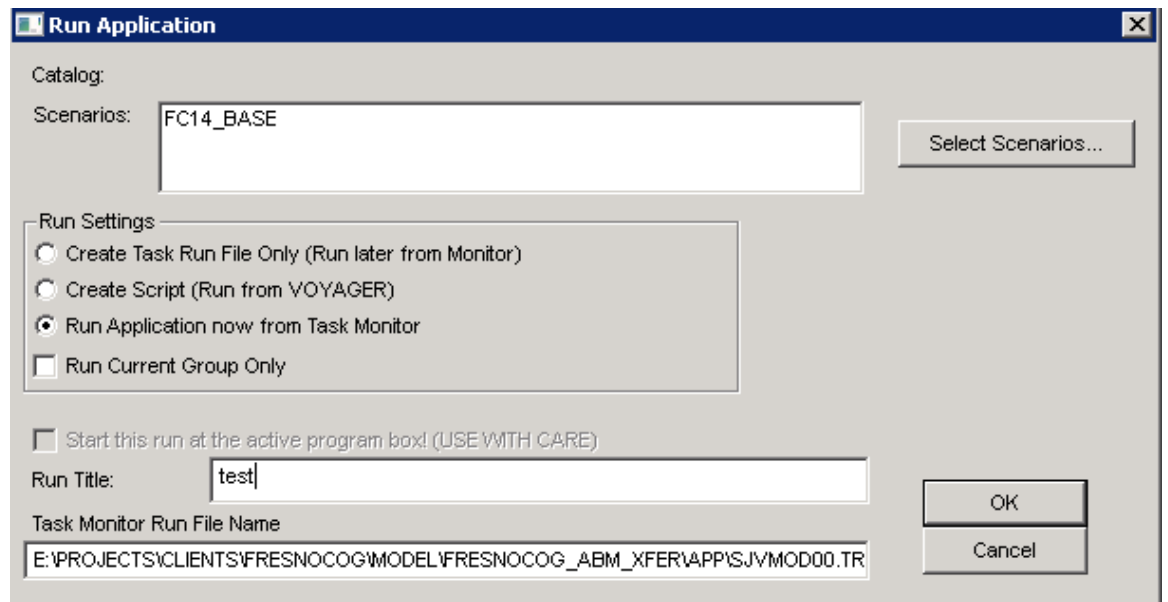 Run Application
Catalog:
Scenarios:
FC14_BASE
Select Scenarios...
Run Settings
Create Task Run File Only (Run later from Monitor)
Create Script (Run from VOYAGER)
Run Application now from Task Monitor
Run Current Group Only
Start this run at the active program box! (USE WITH CARE)
Run Title:
test
OK
Task Monitor Run File Name
Cancel
E:\PROJECTS\CLIENTS\FRESNOCOG\MODEL\FRESNOCOG_ABM_XFER\APP\SJVMOD00.TR